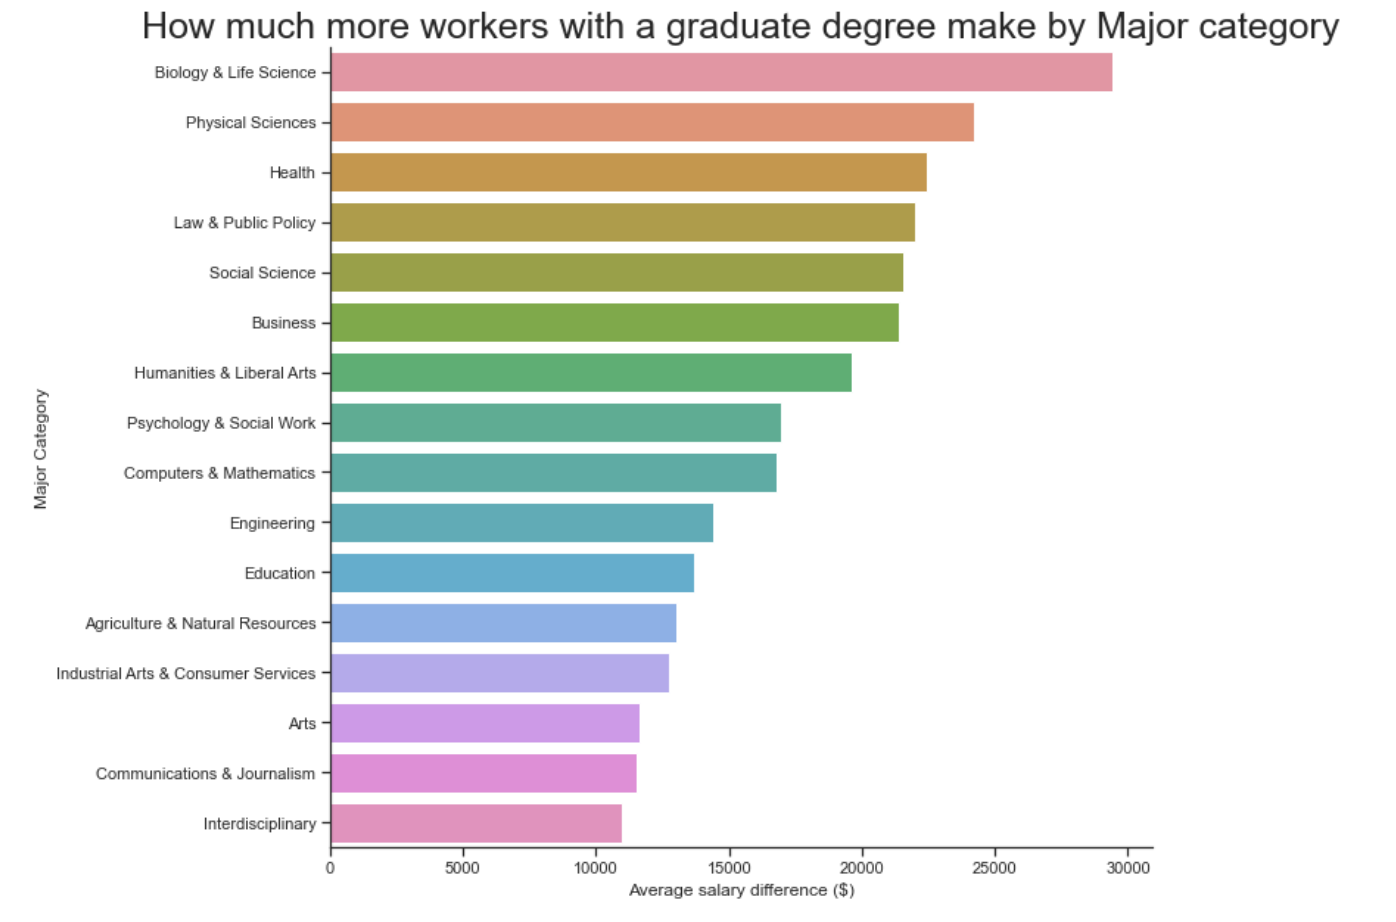 How much more workers with a graduate degree make by Major category
Biology & Life Science
Physical Sciences
Health
Law & Public Policy
Social Science
Business
Humanities & Liberal Arts
Psychology & Social Work
Computers & Mathematics
Engineering
Education
Agriculture & Natural Resources
Industrial Arts & Consumer Services
Arts
Communications & Journalism
Interdisciplinary
Major Category
0 5000 10000 15000 20000 25000 30000
Average salary difference ($)